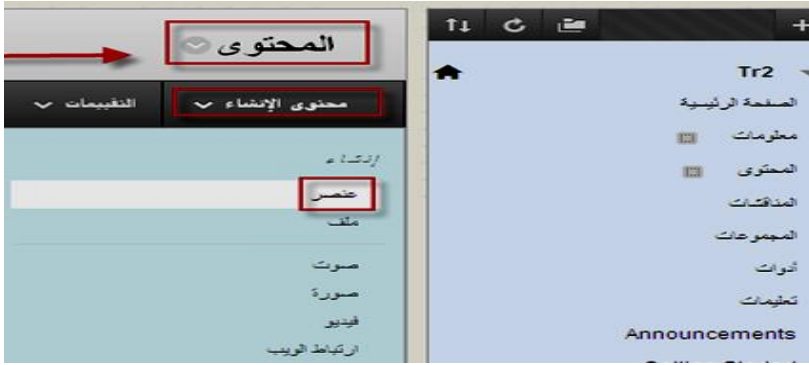 Tr2
الصفحة الرئيسية
معلومات
المحتوى
المناقشات
المجموعات
أدوات
تعليمات
Announcements
المحتوى
محتوى الإنشاء
التقييمات
إنشاء
عنصر
ملف
صوت
صورة
فيديو
ارتباط الويب